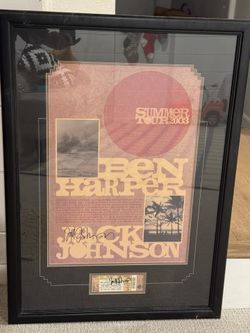 SUMMER
TOUR 2003
BEN
HARPER
JACK
JOHNSON